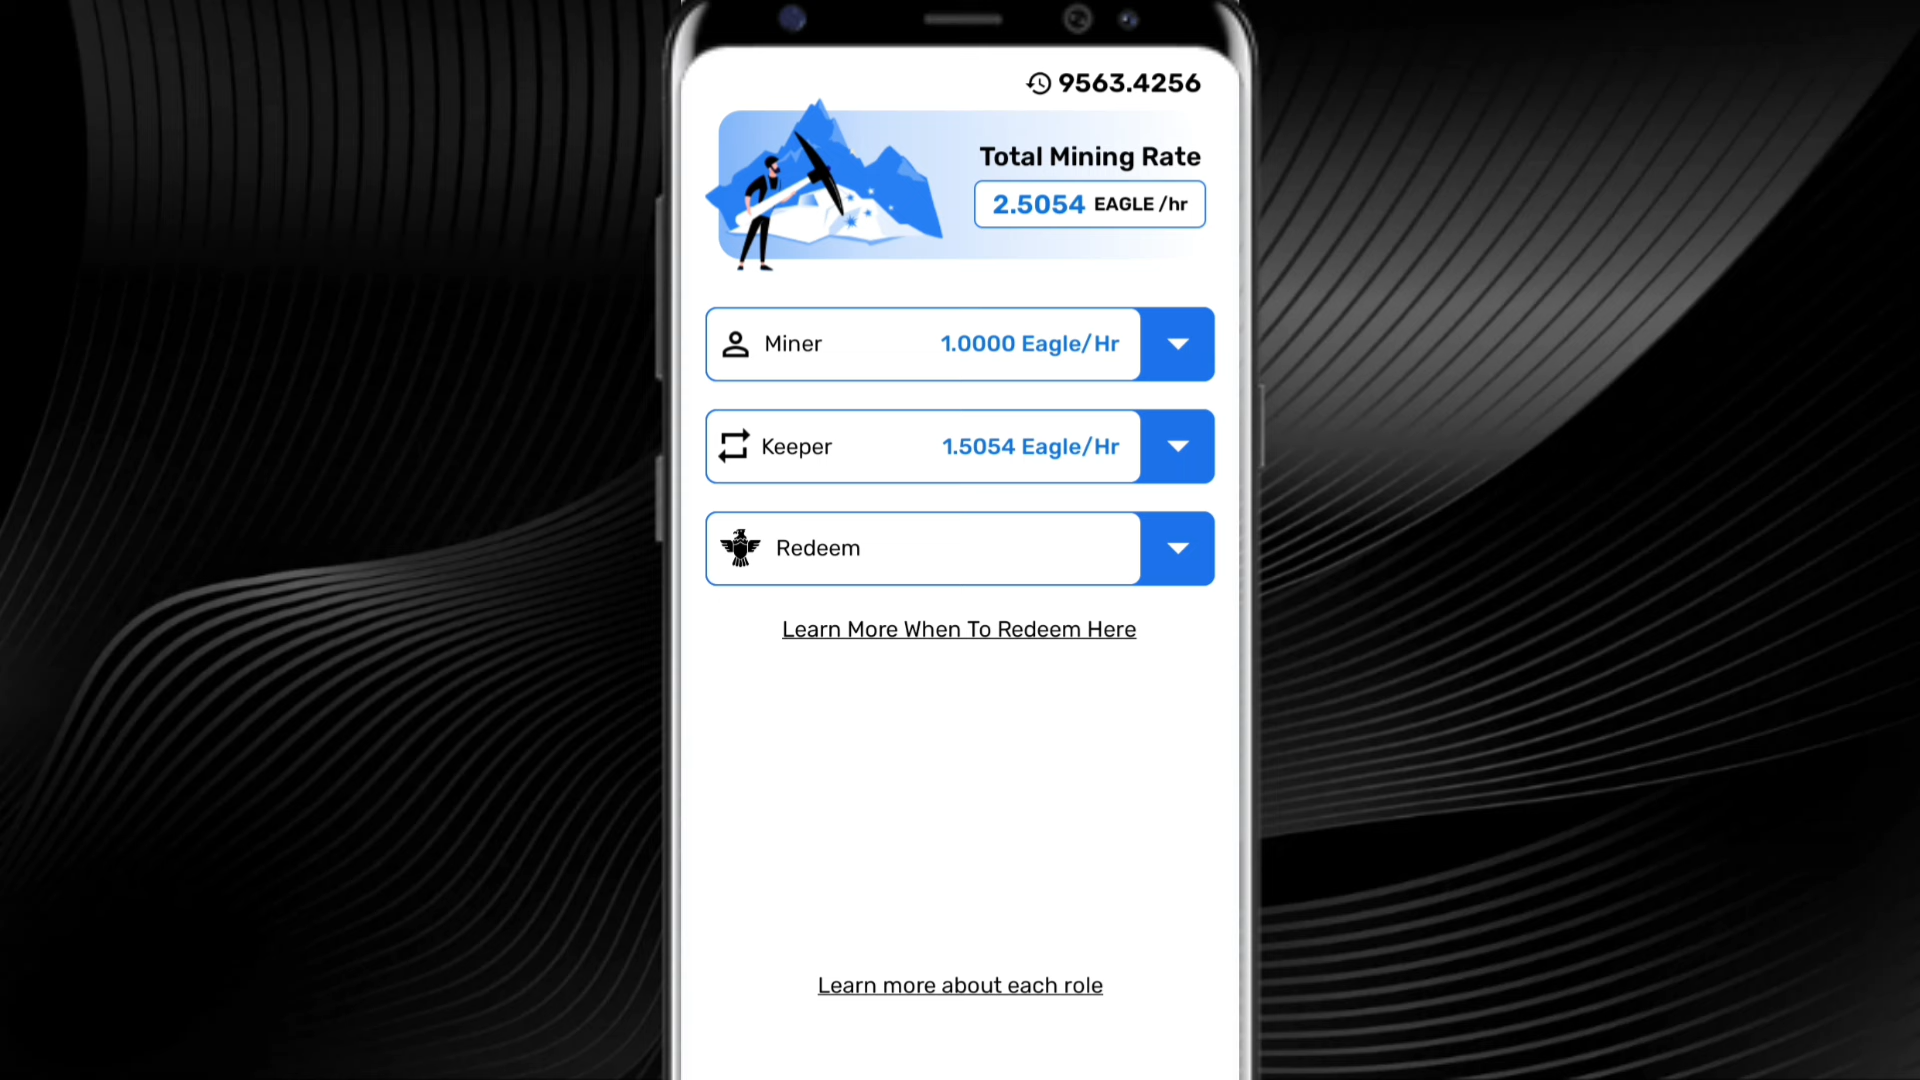 9563.4256
Total Mining Rate
2.5054 EAGLE /hr
Miner 1.0000 Eagle/Hr
Keeper 1.5054 Eagle/Hr
Redeem
Learn More When To Redeem Here
Learn more about each role